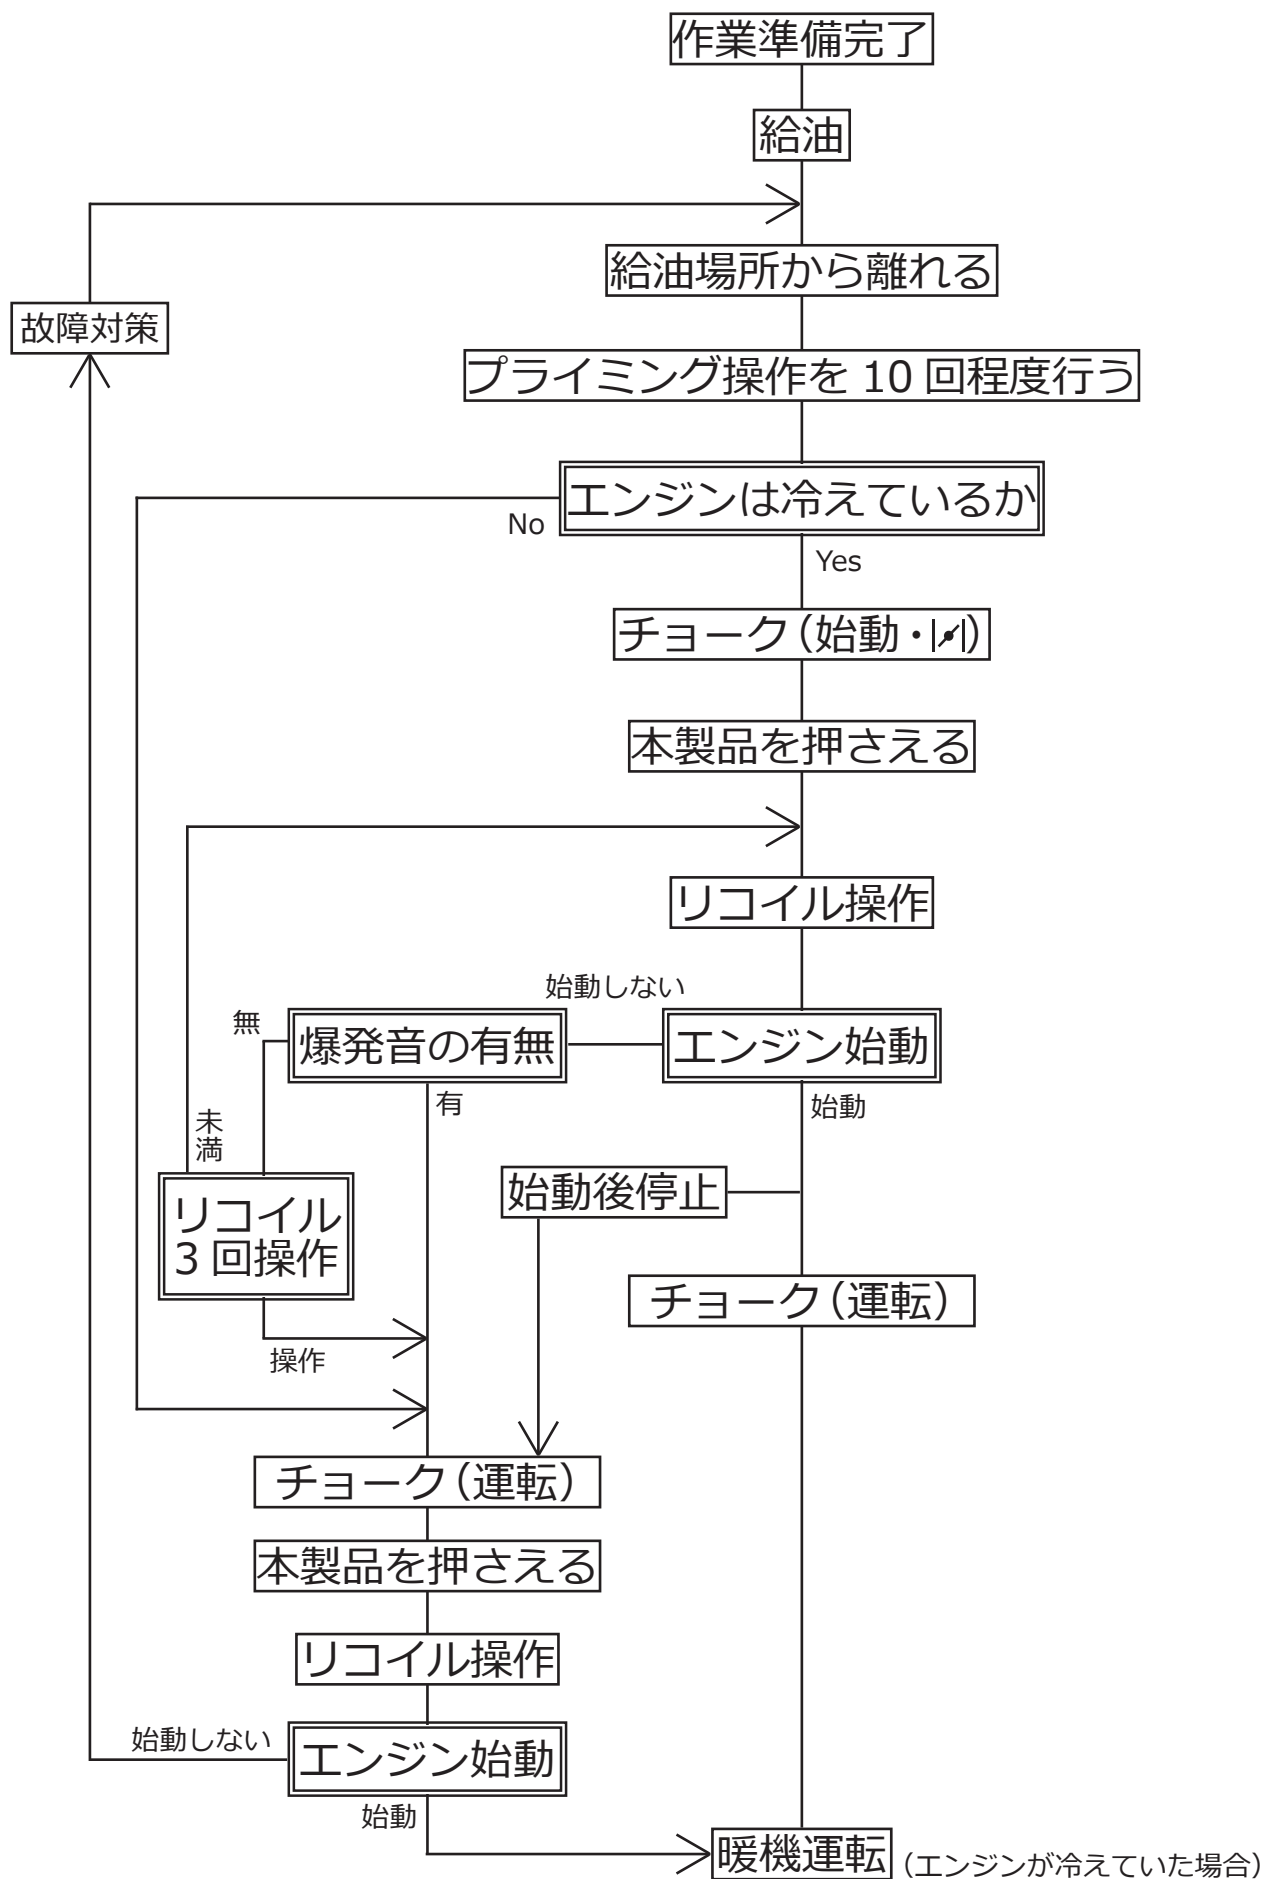 作業準備完了
給油
給油場所から離れる
故障対策
プライミング操作を 10 回程度行う
エンジンは冷えているか
No
Yes
チョーク（始動・）
本製品を押さえる
リコイル操作
始動しない
無
爆発音の有無
エンジン始動
有
始動
未
満
始動後停止
リコイル
3 回操作
チョーク（運転）
操作
チョーク（運転）
本製品を押さえる
リコイル操作
始動しない
エンジン始動
始動
暖機運転
（エンジンが冷えていた場合）